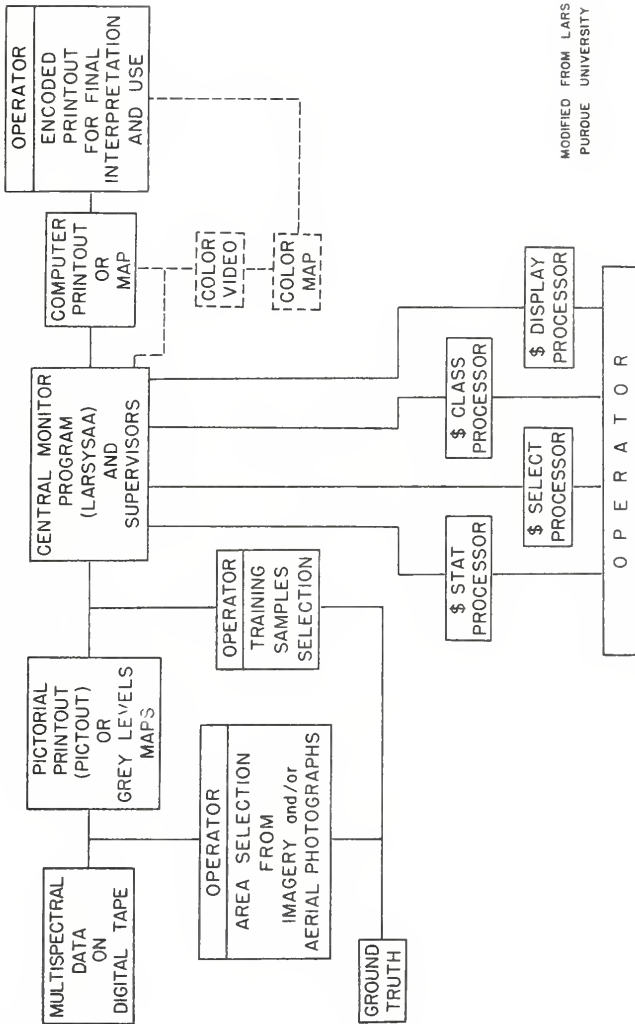 MULTISPECTRAL
DATA
ON
DIGITAL TAPE
PICTORIAL
PRINTOUT
(PICTOUT)
OR
GREY LEVELS
MAPS
CENTRAL MONITOR
PROGRAM
(LARSYSAA)
AND
SUPERVISORS
COMPUTER
PRINTOUT
OR
MAP
OPERATOR
ENCODED
PRINTOUT
FOR FINAL
INTERPRETATION
AND USE
OPERATOR
AREA SELECTION
FROM
IMAGERY and/or
AERIAL PHOTOGRAPHS
OPERATOR
TRAINING
SAMPLES
SELECTION
COLOR
VIDEO
COLOR
MAP
GROUND
TRUTH
$ STAT
PROCESSOR
$ SELECT
PROCESSOR
$ CLASS
PROCESSOR
$ DISPLAY
PROCESSOR
OPERATOR
MODIFIED FROM LARS
PURDUE UNIVERSITY